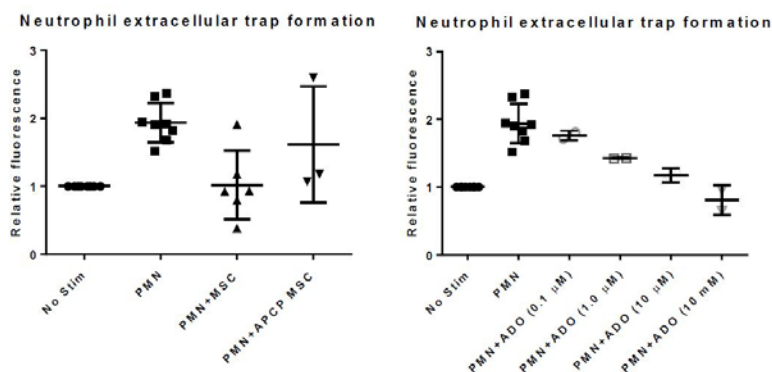 Neutrophil extracellular trap formation
Relative fluorescence
3
2
1
0
No Stim
PMN
PMN+MSC
PMN+APCP MSC
Neutrophil extracellular trap formation
Relative fluorescence
3
2
1
0
No Stim
PMN
PMN+ADO (0.1 µM)
PMN+ADO (1.0 µM)
PMN+ADO (10 µM)
PMN+ADO (10 mM)